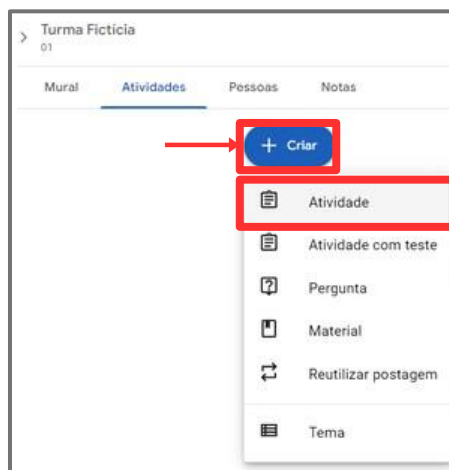 Turma Fictícia
01
Mural Atividades Pessoas Notas
+ Criar
Atividade
Atividade com teste
Pergunta
Material
Reutilizar postagem
Tema